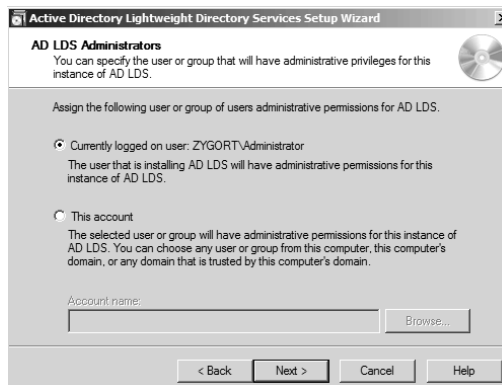 Active Directory Lightweight Directory Services Setup Wizard
AD LDS Administrators
You can specify the user or group that will have administrative privileges for this
instance of AD LDS.
Assign the following user or group of users administrative permissions for AD LDS.
Currently logged on user: ZYGORT\Administrator
The user that is installing AD LDS will have administrative permissions for this
instance of AD LDS.
This account
The selected user or group will have administrative permissions for this instance of
AD LDS. You can choose any user or group from this computer, this computer's
domain, or any domain that is trusted by this computer's domain.
Account name:
Browse...
< Back Next > Cancel Help